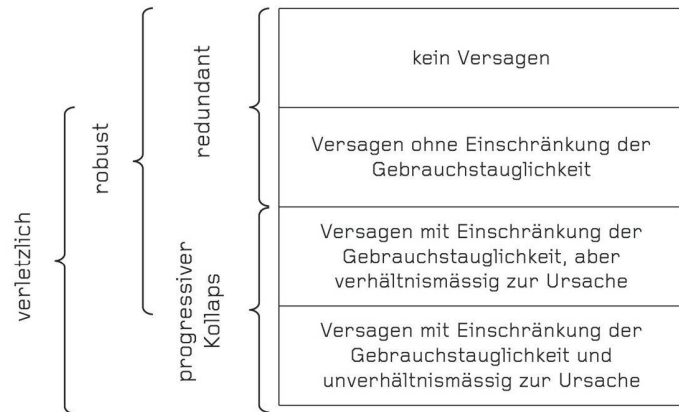 verletzlich
robust
redundant
progressiver
Kollaps
kein Versagen
Versagen ohne Einschränkung der
Gebrauchstauglichkeit
Versagen mit Einschränkung der
Gebrauchstauglichkeit, aber
verhältnismässig zur Ursache
Versagen mit Einschränkung der
Gebrauchstauglichkeit und
unverhältnismässig zur Ursache